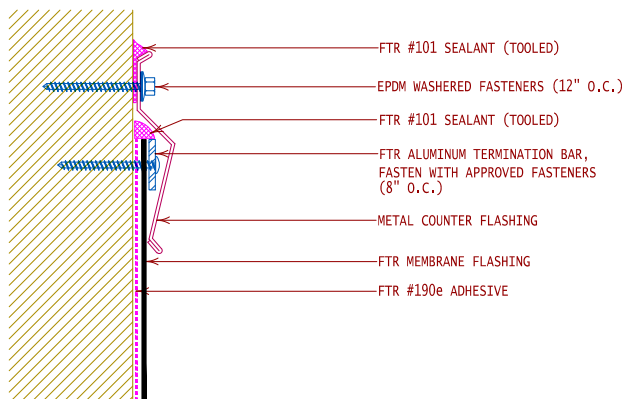 FTR #101 SEALANT (TOOLED)
EPDM WASHERED FASTENERS (12" O.C.)
FTR #101 SEALANT (TOOLED)
FTR ALUMINUM TERMINATION BAR,
FASTEN WITH APPROVED FASTENERS
(8" O.C.)
METAL COUNTER FLASHING
FTR MEMBRANE FLASHING
FTR #190e ADHESIVE